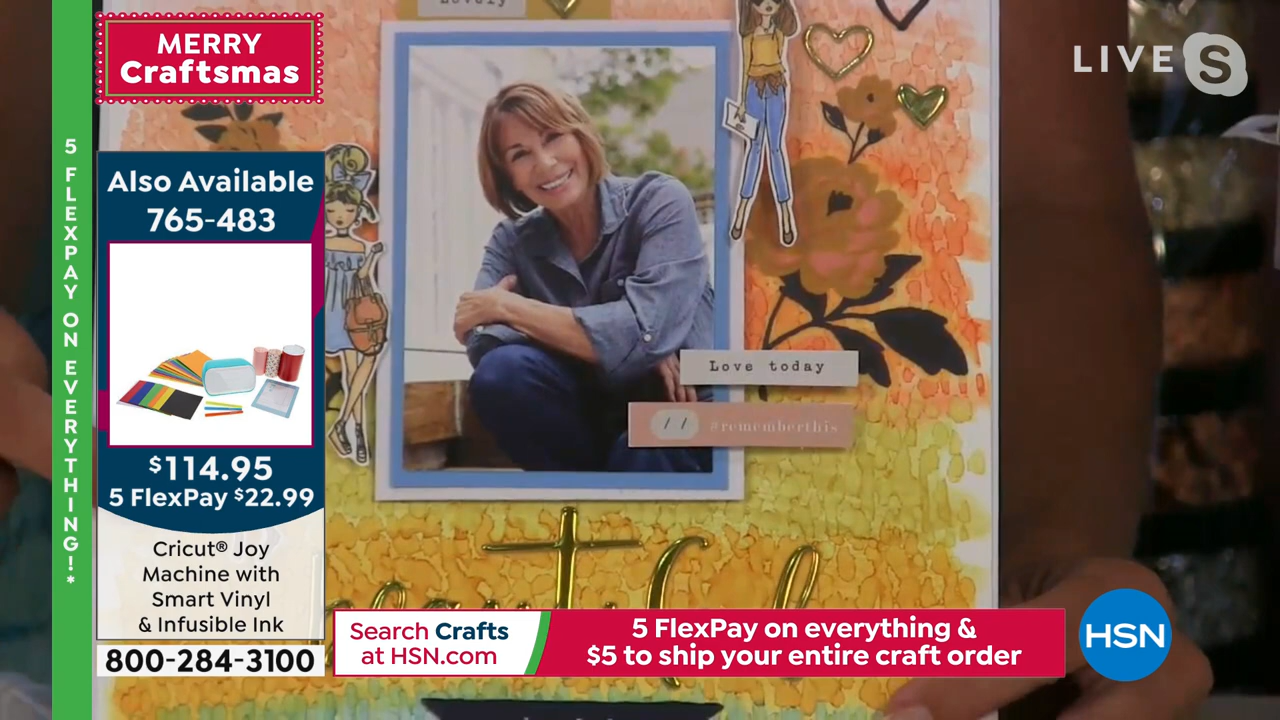 Lovely
MERRY
Craftsmas
LIVE S
5 FLEXPAY ON EVERYTHING!*
Also Available
765-483
$114.95
5 FlexPay $22.99
Cricut® Joy
Machine with
Smart Vinyl
& Infusible Ink
800-284-3100
Love today
// #rememberthis
beautiful
Search Crafts
at HSN.com
5 FlexPay on everything &
$5 to ship your entire craft order
HSN